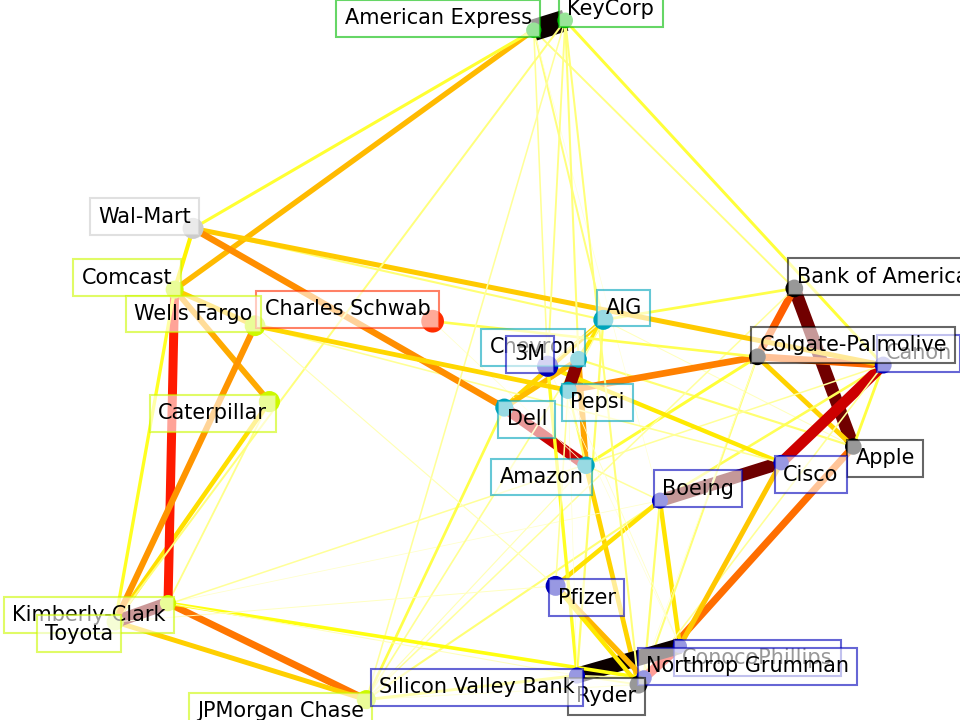 KeyCorp
American Express
Wal-Mart
Comcast
Bank of America
Wells Fargo
Charles Schwab
AIG
Chevron
3M
Colgate-Palmolive
Canon
Pepsi
Dell
Caterpillar
Apple
Amazon
Cisco
Boeing
Pfizer
Kimberly-Clark
Toyota
ConocoPhillips
Northrop Grumman
Silicon Valley Bank
Ryder
JPMorgan Chase